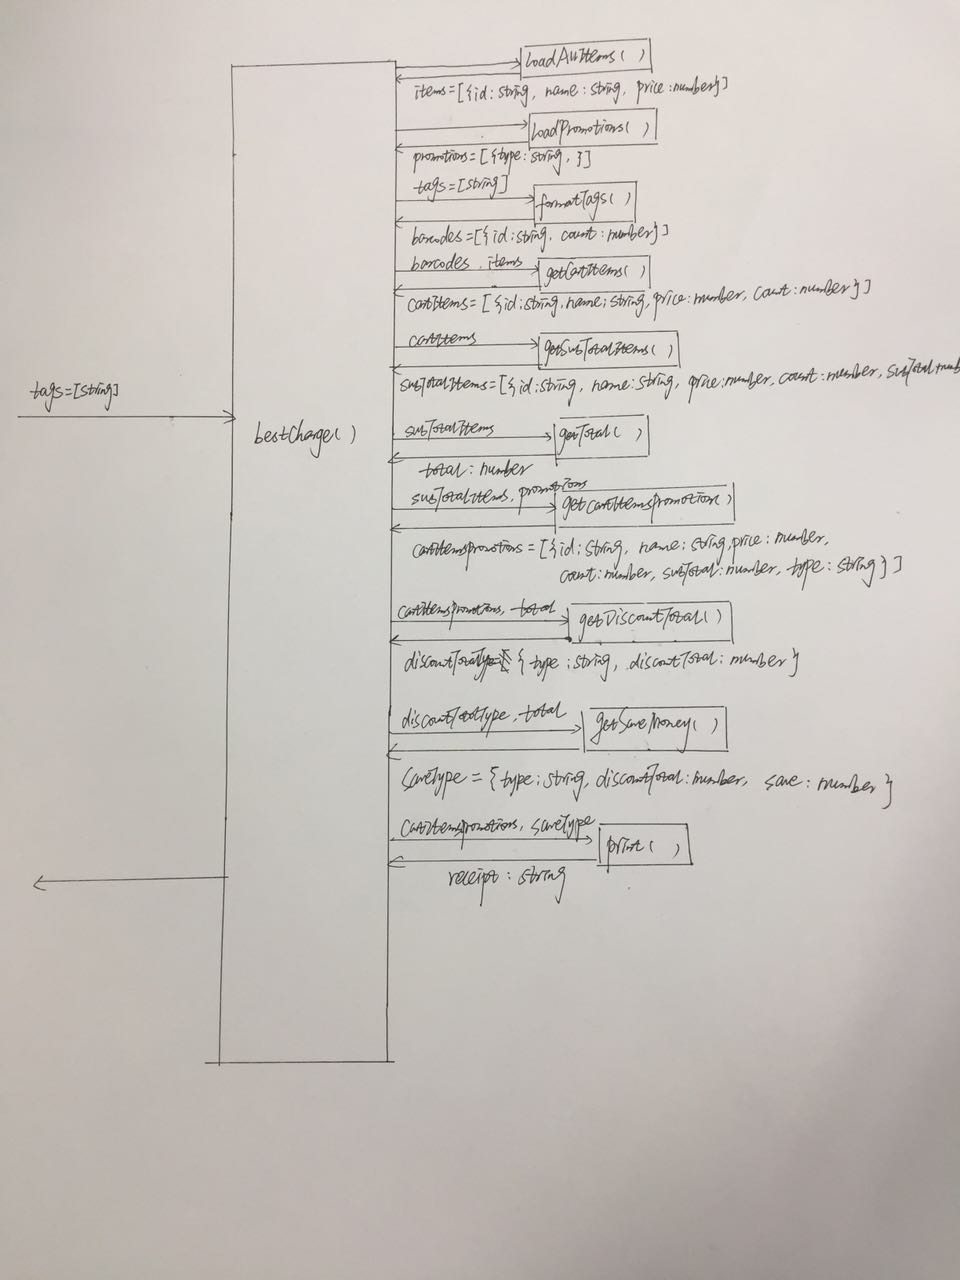 loadAllItems( )
items=[{id:string, name:string, price:number}]
loadPromotions( )
promotions=[{type:string, }]
tags=[string]
formatTags( )
barcodes=[{id:string, count:number}]
barcodes, items
getCartItems( )
cartItems=[{id:string,name:string,price:number, count:number}]
cartItems
getSubTotalItems( )
subTotalItems=[{id:string, name:string, price:number, count:number, subTotal:numb
tags=[string]
bestCharge( )
subTotalItems
getTotal( )
total: number
subTotalItems, promotions
getCartItemsPromotion( )
cartItemsPromotions=[{id:string, name:string,price:number,
count:number, subTotal:number, type:string}]
cartItemsPromotions, total
getDiscountTotal( )
discountTotalType={type:string, discountTotal: number}
discountTotalType, total
getSaveMoney( )
saveType={type:string, discountTotal:number, save: number}
cartItemsPromotions, saveType
print( )
receipt: string